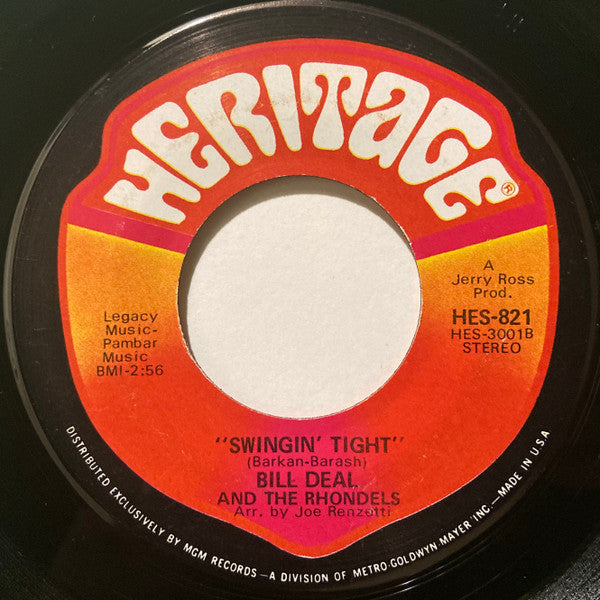 HERITAGE®
A
Jerry Ross
Prod.
HES-821
HES-3001B
STEREO
Legacy
Music-
Pambar
Music
BMI-2:56
"SWINGIN' TIGHT"
(Barkan-Barash)
BILL DEAL
AND THE RHONDELS
Arr. by Joe Renzetti
DISTRIBUTED EXCLUSIVELY BY MGM RECORDS—A DIVISION OF METRO-GOLDWYN-MAYER INC.—MADE IN U.S.A